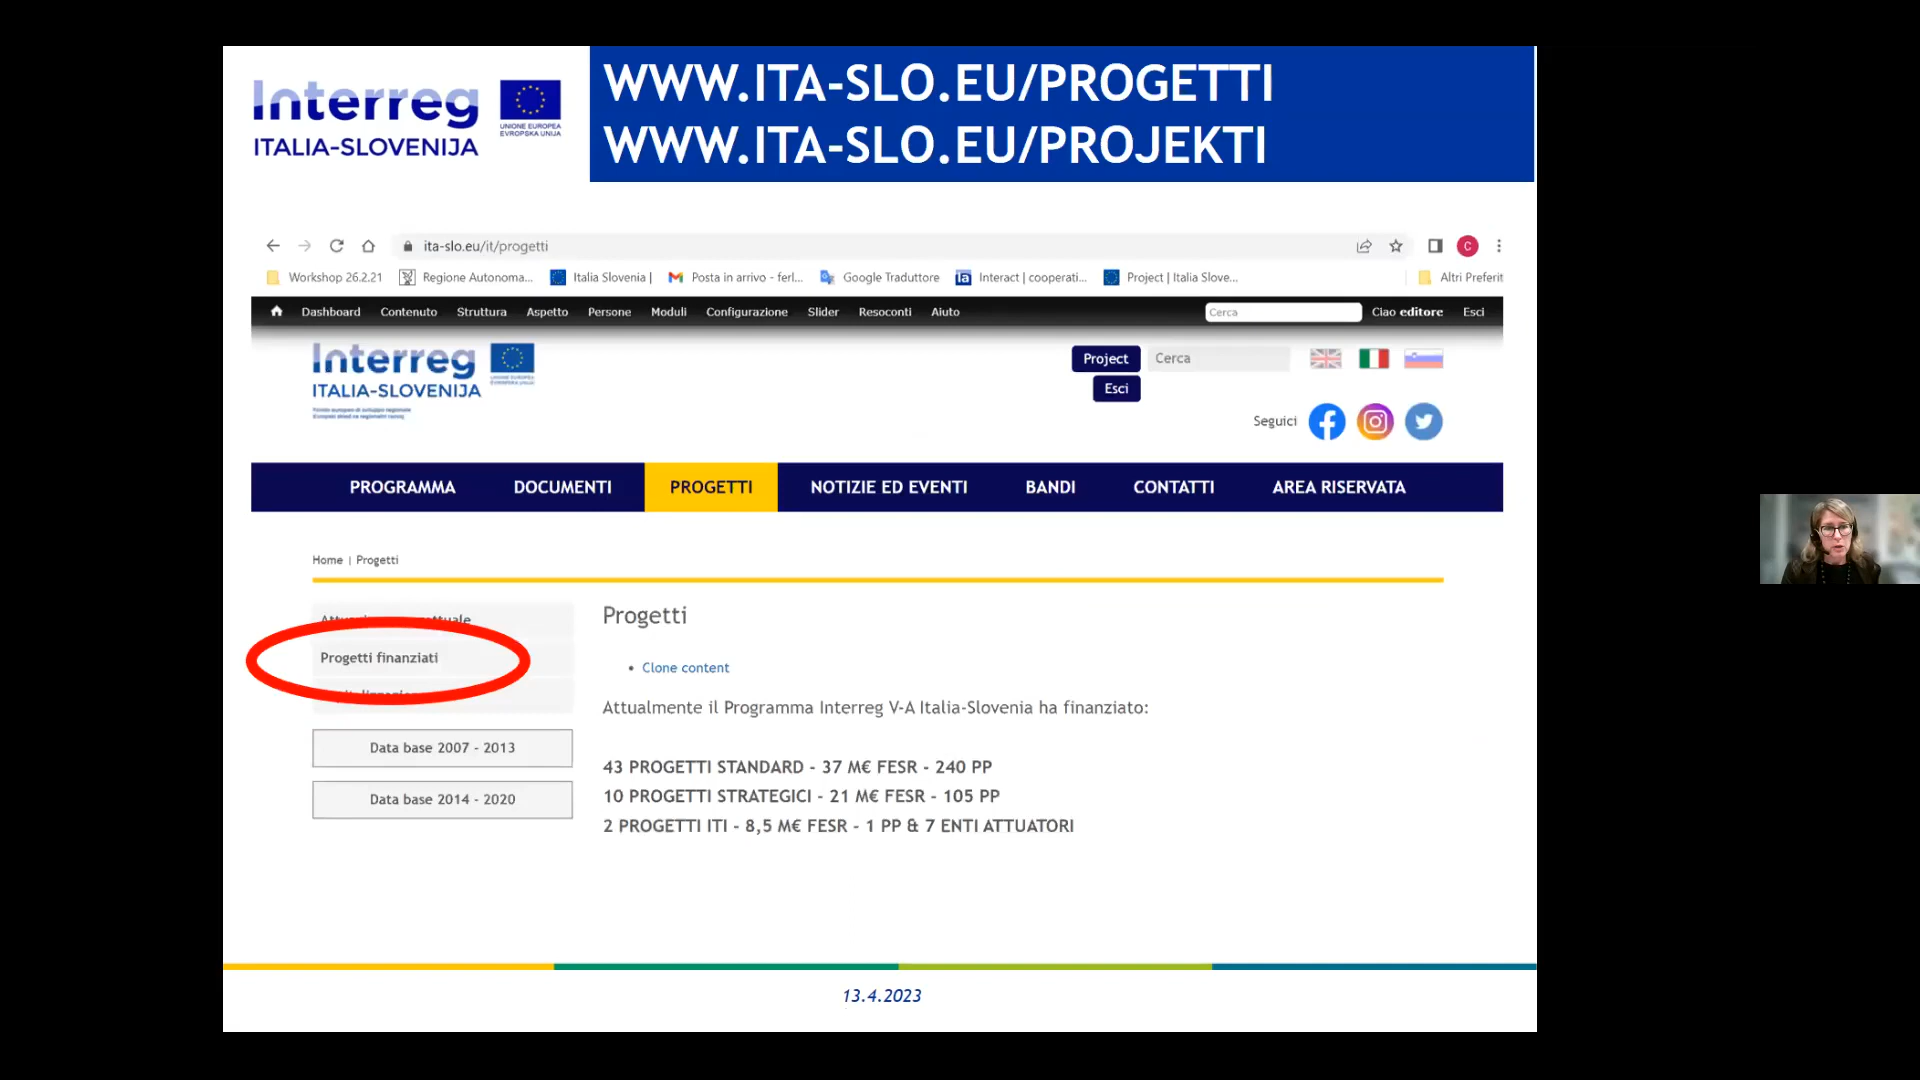 Interreg
ITALIA-SLOVENIJA
UNIONE EUROPEA
EVROPSKA UNIJA
WWW.ITA-SLO.EU/PROGETTI
WWW.ITA-SLO.EU/PROJEKTI
ita-slo.eu/it/progetti
C
Workshop 26.2.21
Regione Autonoma...
Italia Slovenia |
Posta in arrivo - ferl...
Google Traduttore
Interact | cooperati...
Project | Italia Slove...
Altri Preferit
Dashboard Contenuto Struttura Aspetto Persone Moduli Configurazione Slider Resoconti Aiuto
Cerca
Ciao editore
Esci
Interreg
ITALIA-SLOVENIJA
Project
Cerca
Esci
Seguici
PROGRAMMA DOCUMENTI PROGETTI NOTIZIE ED EVENTI BANDI CONTATTI AREA RISERVATA
Home | Progetti
Progetti finanziati
Data base 2007 - 2013
Data base 2014 - 2020
Progetti
• Clone content
Attualmente il Programma Interreg V-A Italia-Slovenia ha finanziato:
43 PROGETTI STANDARD - 37 M€ FESR - 240 PP
10 PROGETTI STRATEGICI - 21 M€ FESR - 105 PP
2 PROGETTI ITI - 8,5 M€ FESR - 1 PP & 7 ENTI ATTUATORI
13.4.2023